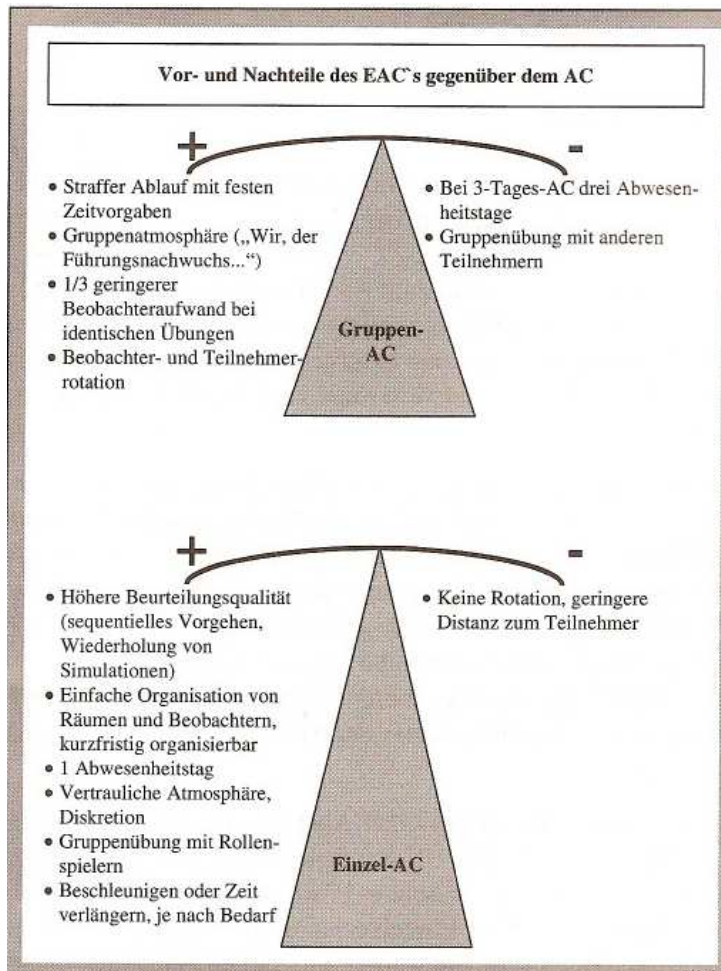 Vor- und Nachteile des EAC`s gegenüber dem AC
+
-
• Straffer Ablauf mit festen
Zeitvorgaben
• Gruppenatmosphäre („Wir, der
Führungsnachwuchs...“)
• 1/3 geringerer
Beobachteraufwand bei
identischen Übungen
• Beobachter- und Teilnehmer-
rotation
• Bei 3-Tages-AC drei Abwesen-
heitstage
• Gruppenübung mit anderen
Teilnehmern
Gruppen-
AC
+
-
• Höhere Beurteilungsqualität
(sequentielles Vorgehen,
Wiederholung von
Simulationen)
• Einfache Organisation von
Räumen und Beobachtern,
kurzfristig organisierbar
• 1 Abwesenheitstag
• Vertrauliche Atmosphäre,
Diskretion
• Gruppenübung mit Rollen-
spielern
• Beschleunigen oder Zeit
verlängern, je nach Bedarf
• Keine Rotation, geringere
Distanz zum Teilnehmer
Einzel-AC